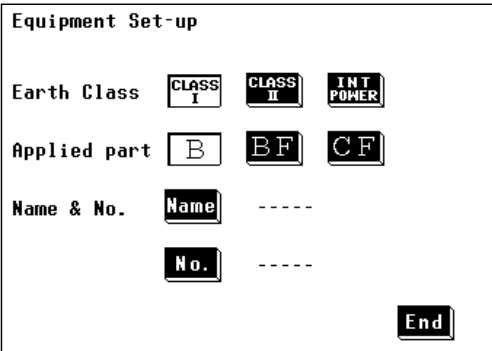 Equipment Set-up
Earth Class CLASS I CLASS II INT POWER
Applied part B BF CF
Name & No. Name -----
No. -----
End